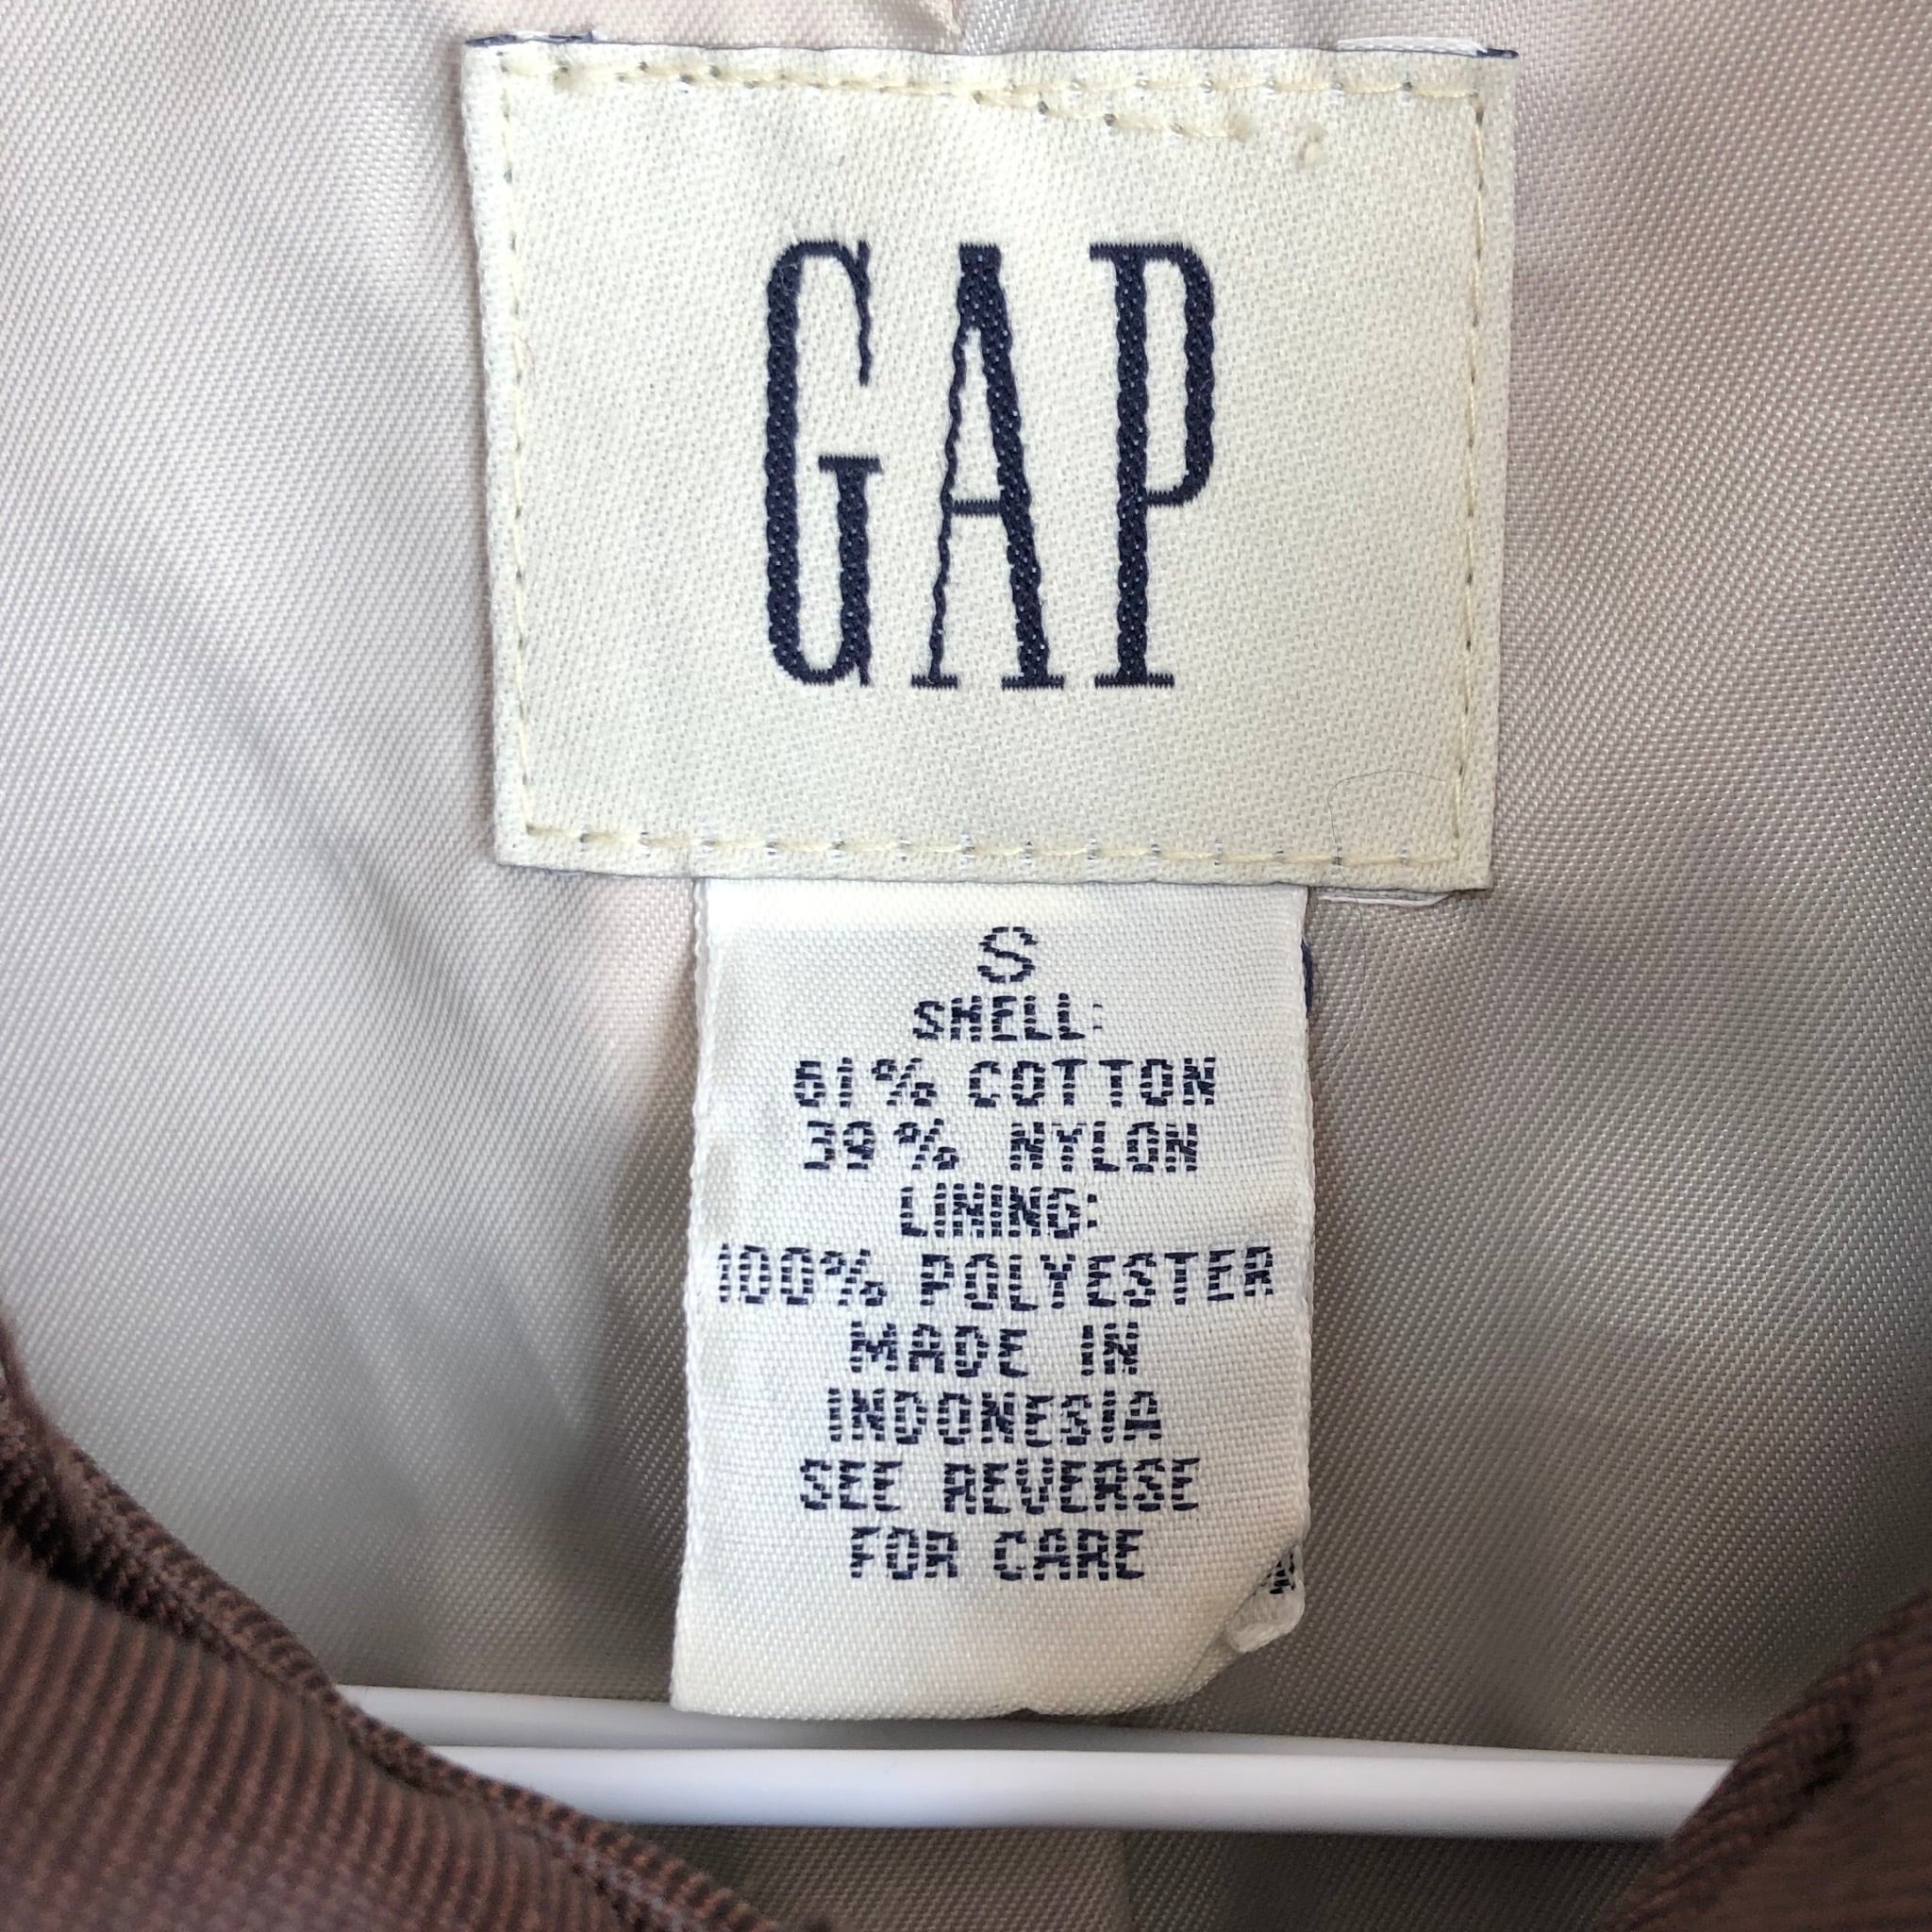 GAP
S
SHELL:
61% COTTON
39% NYLON
LINING:
100% POLYESTER
MADE IN
INDONESIA
SEE REVERSE
FOR CARE